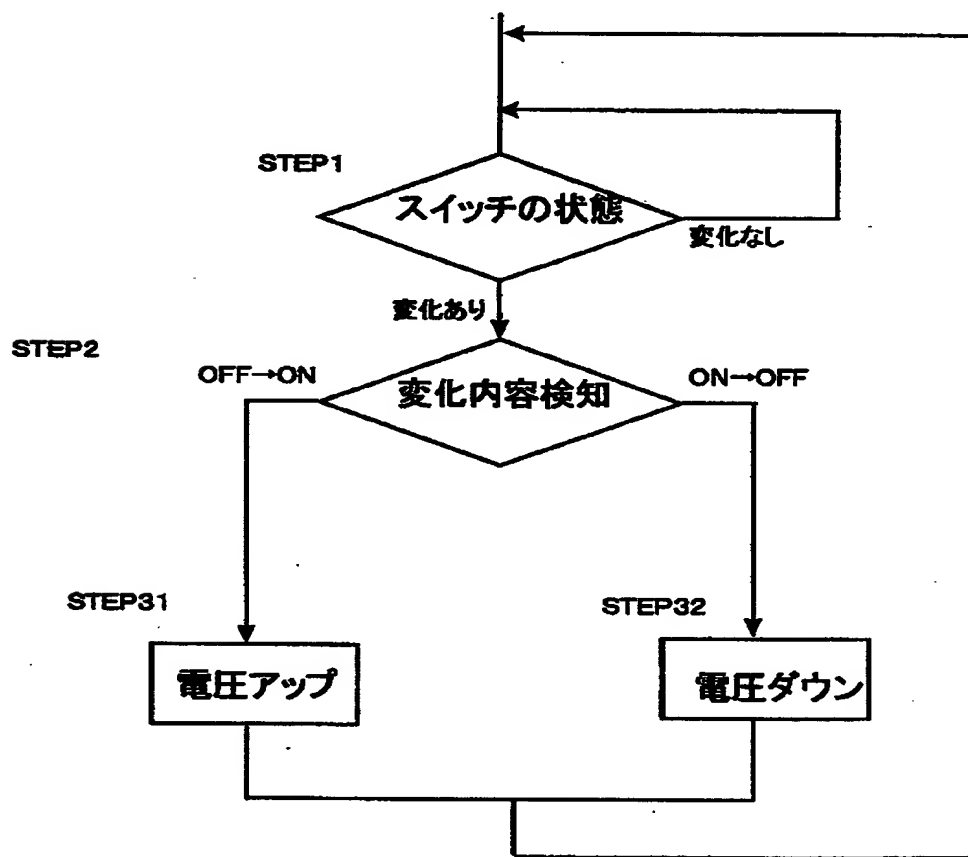 STEP1
スイッチの状態
変化なし
変化あり
STEP2
OFF→ON
変化内容検知
ON→OFF
STEP31
STEP32
電圧アップ
電圧ダウン